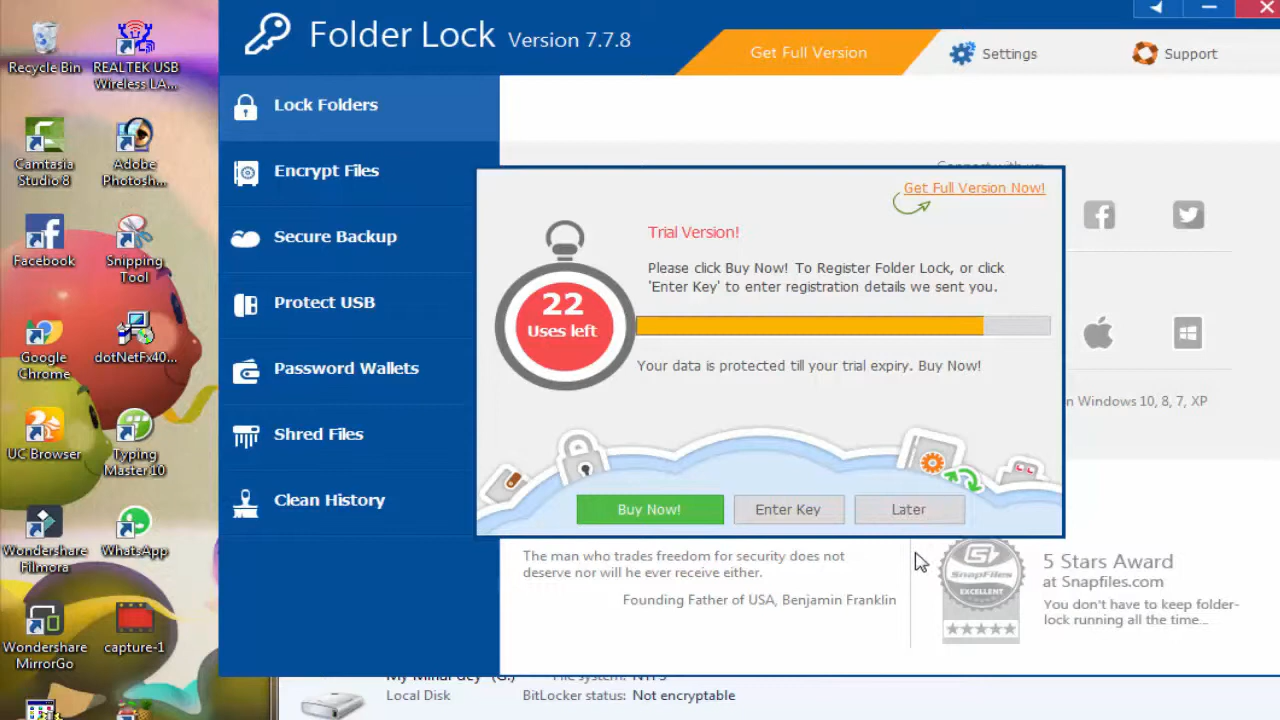 Recycle Bin
REALTEK USB
Wireless LA...
Camtasia
Studio 8
Adobe
Photosh...
Facebook
Snipping
Tool
Google
Chrome
dotNetFx40...
UC Browser
Typing
Master10
Wondershare
Filmora
WhatsApp
Wondershare
MirrorGo
capture-1
Folder Lock Version 7.7.8
Get Full Version
Settings
Support
Lock Folders
Encrypt Files
Secure Backup
Protect USB
Password Wallets
Shred Files
Clean History
Get Full Version Now!
Trial Version!
Please click Buy Now! To Register Folder Lock, or click
'Enter Key' to enter registration details we sent you.
22
Uses left
Your data is protected till your trial expiry. Buy Now!
Buy Now!
Enter Key
Later
Windows 10, 8, 7, XP
The man who trades freedom for security does not
deserve nor will he ever receive either.
Founding Father of USA, Benjamin Franklin
SnapFiles
EXCELLENT
5 Stars Award
at Snapfiles.com
You don't have to keep folder-
lock running all the time...
Local Disk
BitLocker status: Not encryptable